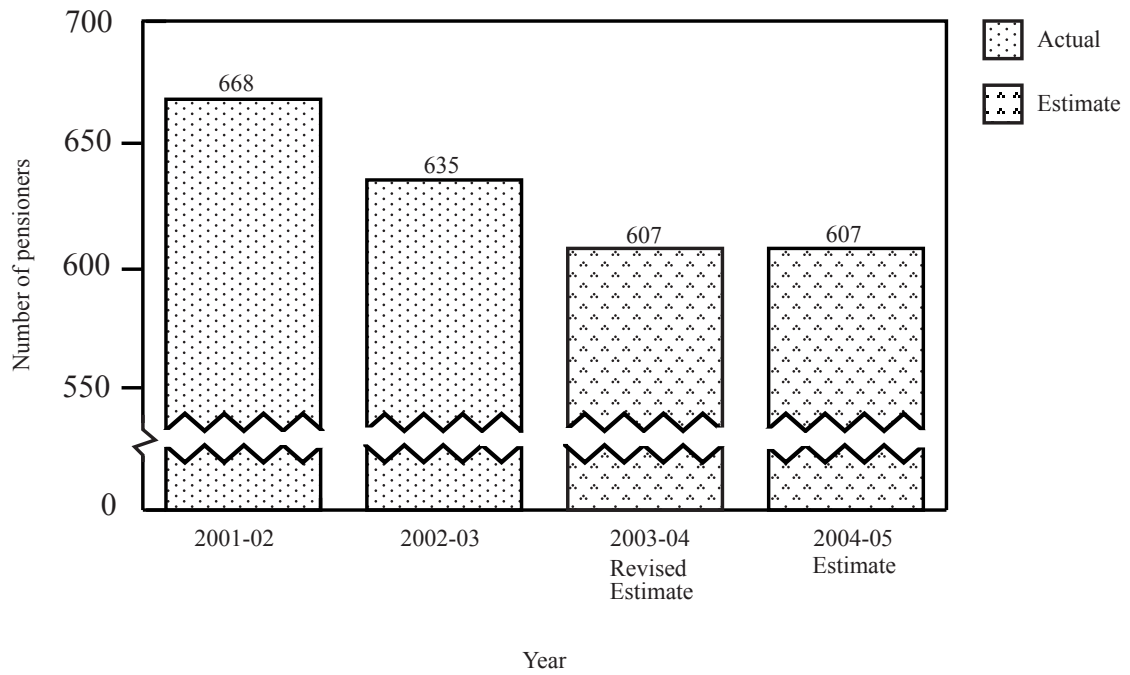 700
650
600
550
0
Number of pensioners
668
635
607
607
2001-02
2002-03
2003-04
Revised
Estimate
2004-05
Estimate
Year
Actual
Estimate